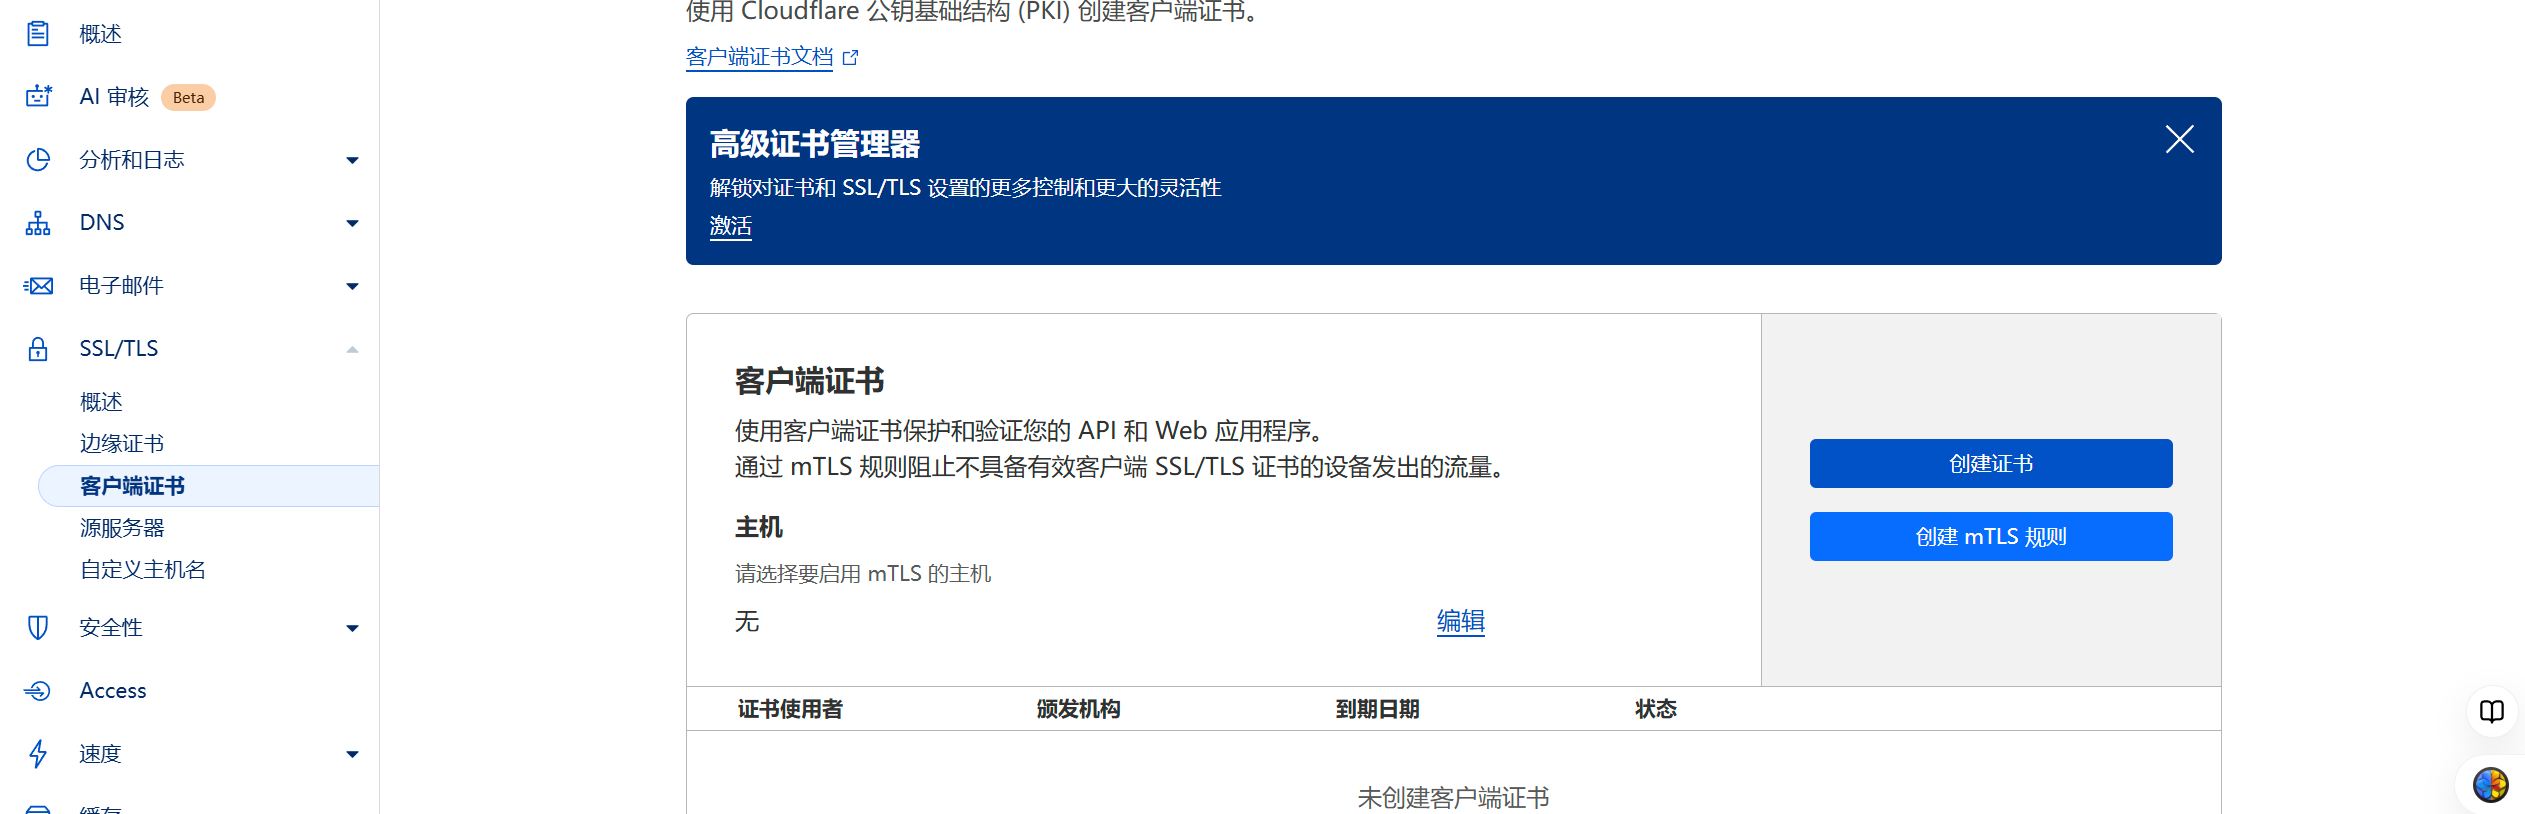 概述
AI 审核 Beta
分析和日志
DNS
电子邮件
SSL/TLS
概述
边缘证书
客户端证书
源服务器
自定义主机名
安全性
Access
速度
缓存
使用 Cloudflare 公钥基础结构 (PKI) 创建客户端证书。
客户端证书文档
高级证书管理器
解锁对证书和 SSL/TLS 设置的更多控制和更大的灵活性
激活
客户端证书
使用客户端证书保护和验证您的 API 和 Web 应用程序。
通过 mTLS 规则阻止不具备有效客户端 SSL/TLS 证书的设备发出的流量。
主机
请选择要启用 mTLS 的主机
无 编辑
创建证书
创建 mTLS 规则
证书使用者 颁发机构 到期日期 状态
未创建客户端证书